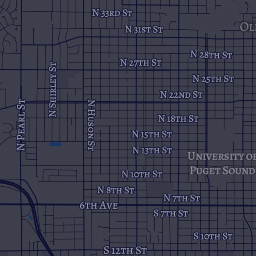 N 33rd St
N 31st St
Ol
N 28th St
N 27th St
N 25th St
N Shirley St
N 22nd St
N Pearl St
N Huson St
N 18th St
N 15th St
N 13th St
University of
Puget Sound
N 10th St
N 8th St
N 7th St
6th Ave
S 7th St
S 10th St
S 12th St